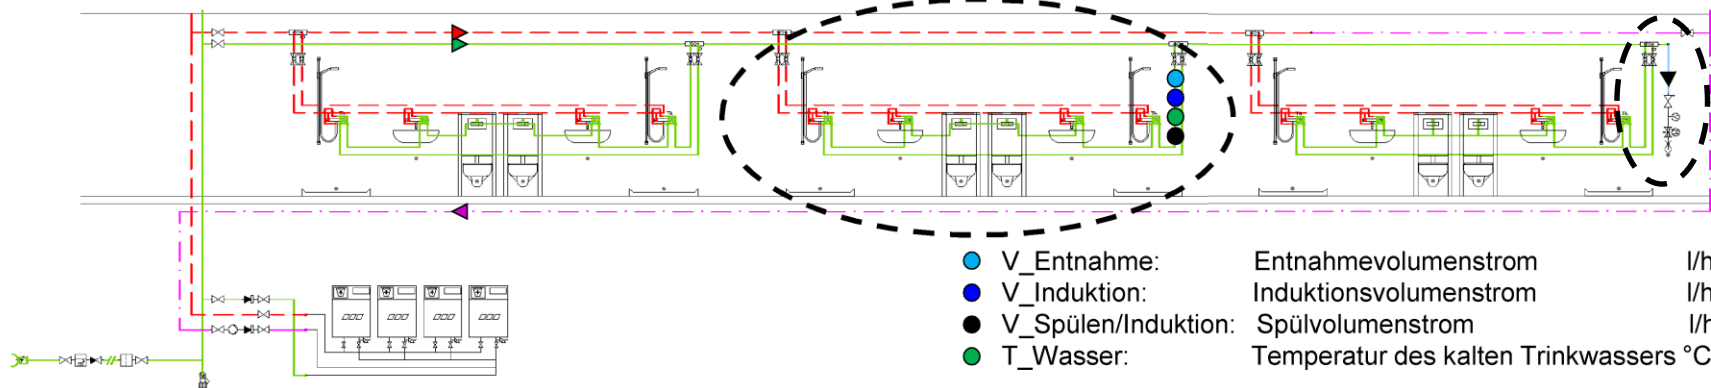 V_Entnahme: Entnahmevolumenstrom l/h
V_Induktion: Induktionsvolumenstrom l/h
V_Spülen/Induktion: Spülvolumenstrom l/h
T_Wasser: Temperatur des kalten Trinkwassers °C